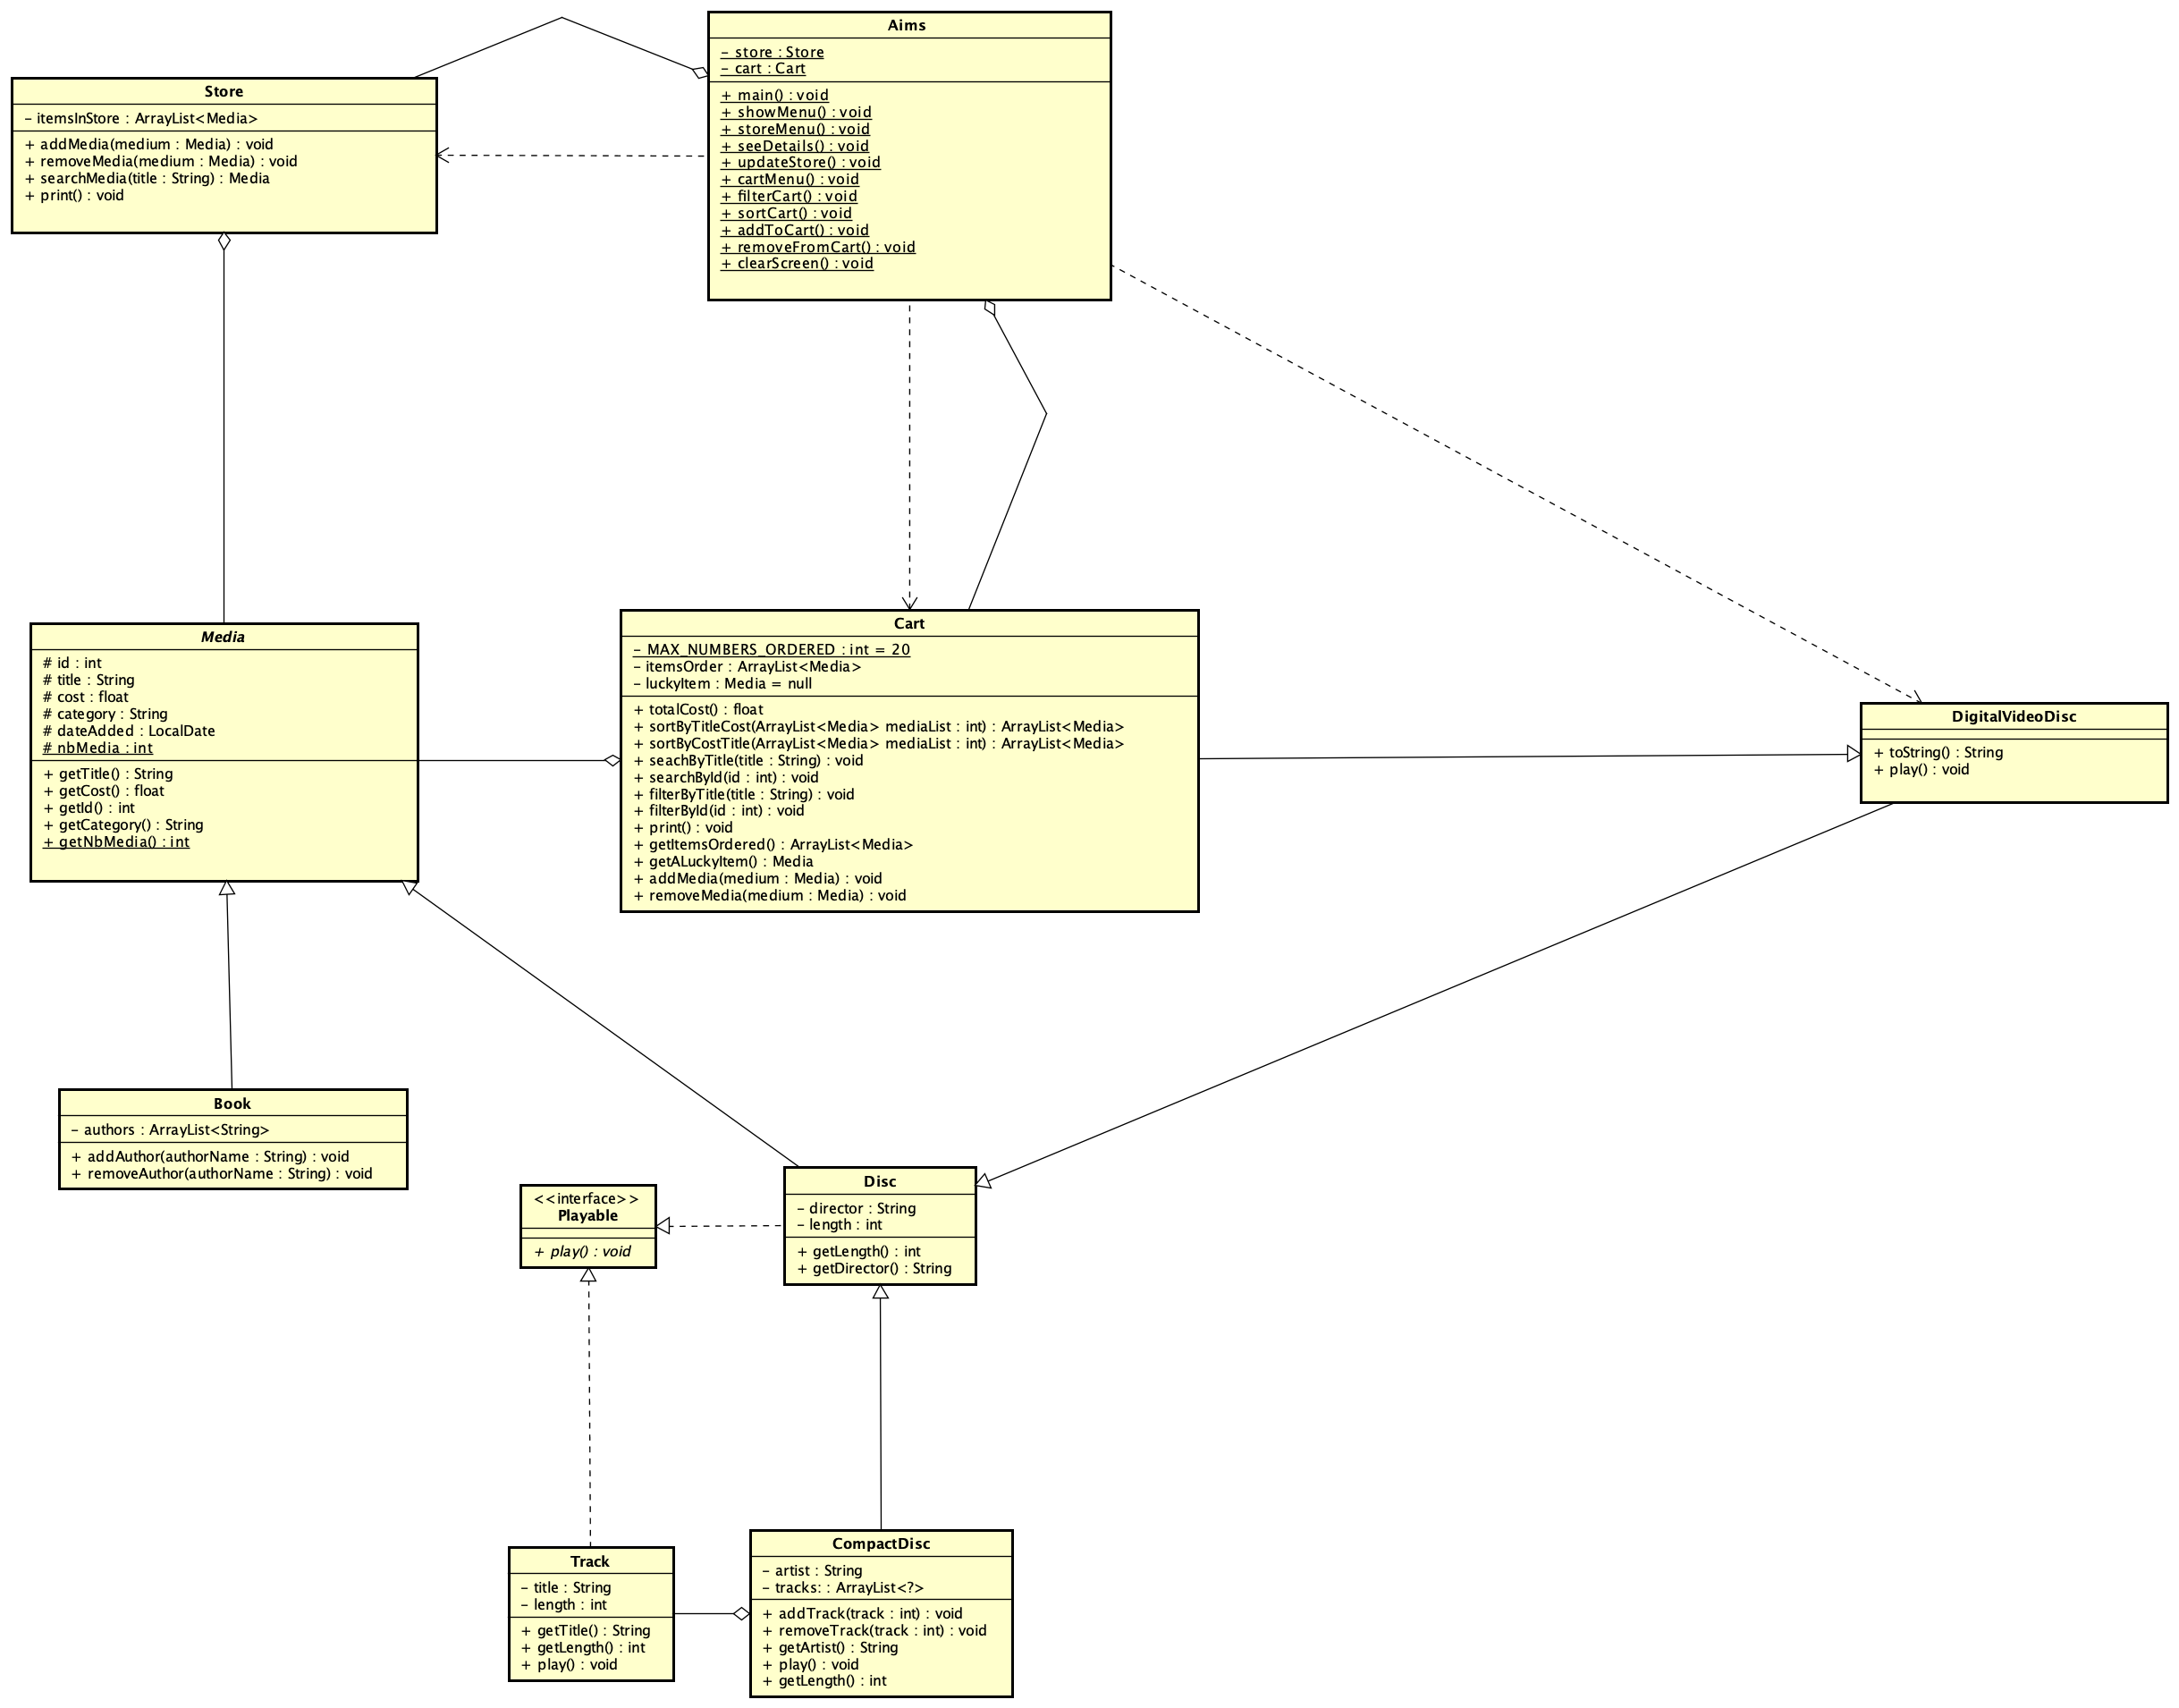 Aims
- store : Store
- cart : Cart
+ main() : void
+ showMenu() : void
+ storeMenu() : void
+ seeDetails() : void
+ updateStore() : void
+ cartMenu() : void
+ filterCart() : void
+ sortCart() : void
+ addToCart() : void
+ removeFromCart() : void
+ clearScreen() : void
Store
- itemsInStore : ArrayList<Media>
+ addMedia(medium : Media) : void
+ removeMedia(medium : Media) : void
+ searchMedia(title : String) : Media
+ print() : void
Media
# id : int
# title : String
# cost : float
# category : String
# dateAdded : LocalDate
# nbMedia : int
+ getTitle() : String
+ getCost() : float
+ getId() : int
+ getCategory() : String
+ getNbMedia() : int
Cart
- MAX_NUMBERS_ORDERED : int = 20
- itemsOrder : ArrayList<Media>
- luckyItem : Media = null
+ totalCost() : float
+ sortByTitleCost(ArrayList<Media> mediaList : int) : ArrayList<Media>
+ sortByCostTitle(ArrayList<Media> mediaList : int) : ArrayList<Media>
+ seachByTitle(title : String) : void
+ searchById(id : int) : void
+ filterByTitle(title : String) : void
+ filterById(id : int) : void
+ print() : void
+ getItemsOrdered() : ArrayList<Media>
+ getALuckyItem() : Media
+ addMedia(medium : Media) : void
+ removeMedia(medium : Media) : void
DigitalVideoDisc
+ toString() : String
+ play() : void
Book
- authors : ArrayList<String>
+ addAuthor(authorName : String) : void
+ removeAuthor(authorName : String) : void
<<interface>>
Playable
+ play() : void
Disc
- director : String
- length : int
+ getLength() : int
+ getDirector() : String
Track
- title : String
- length : int
+ getTitle() : String
+ getLength() : int
+ play() : void
CompactDisc
- artist : String
- tracks: : ArrayList<?>
+ addTrack(track : int) : void
+ removeTrack(track : int) : void
+ getArtist() : String
+ play() : void
+ getLength() : int